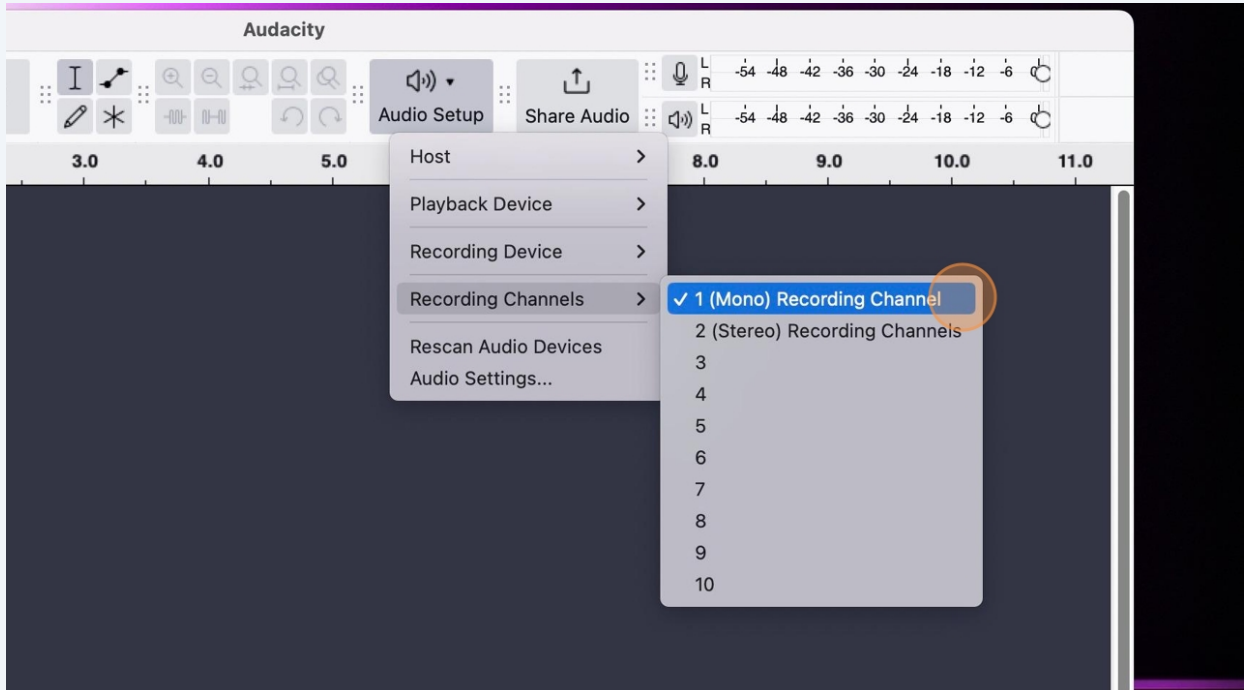 Audacity
L
R
-54 -48 -42 -36 -30 -24 -18 -12 -6 0
Audio Setup
Share Audio
L
R
-54 -48 -42 -36 -30 -24 -18 -12 -6 0
3.0 4.0 5.0 8.0 9.0 10.0 11.0
Host
Playback Device
Recording Device
Recording Channels
✓ 1 (Mono) Recording Channel
2 (Stereo) Recording Channels
3
4
5
6
7
8
9
10
Rescan Audio Devices
Audio Settings...